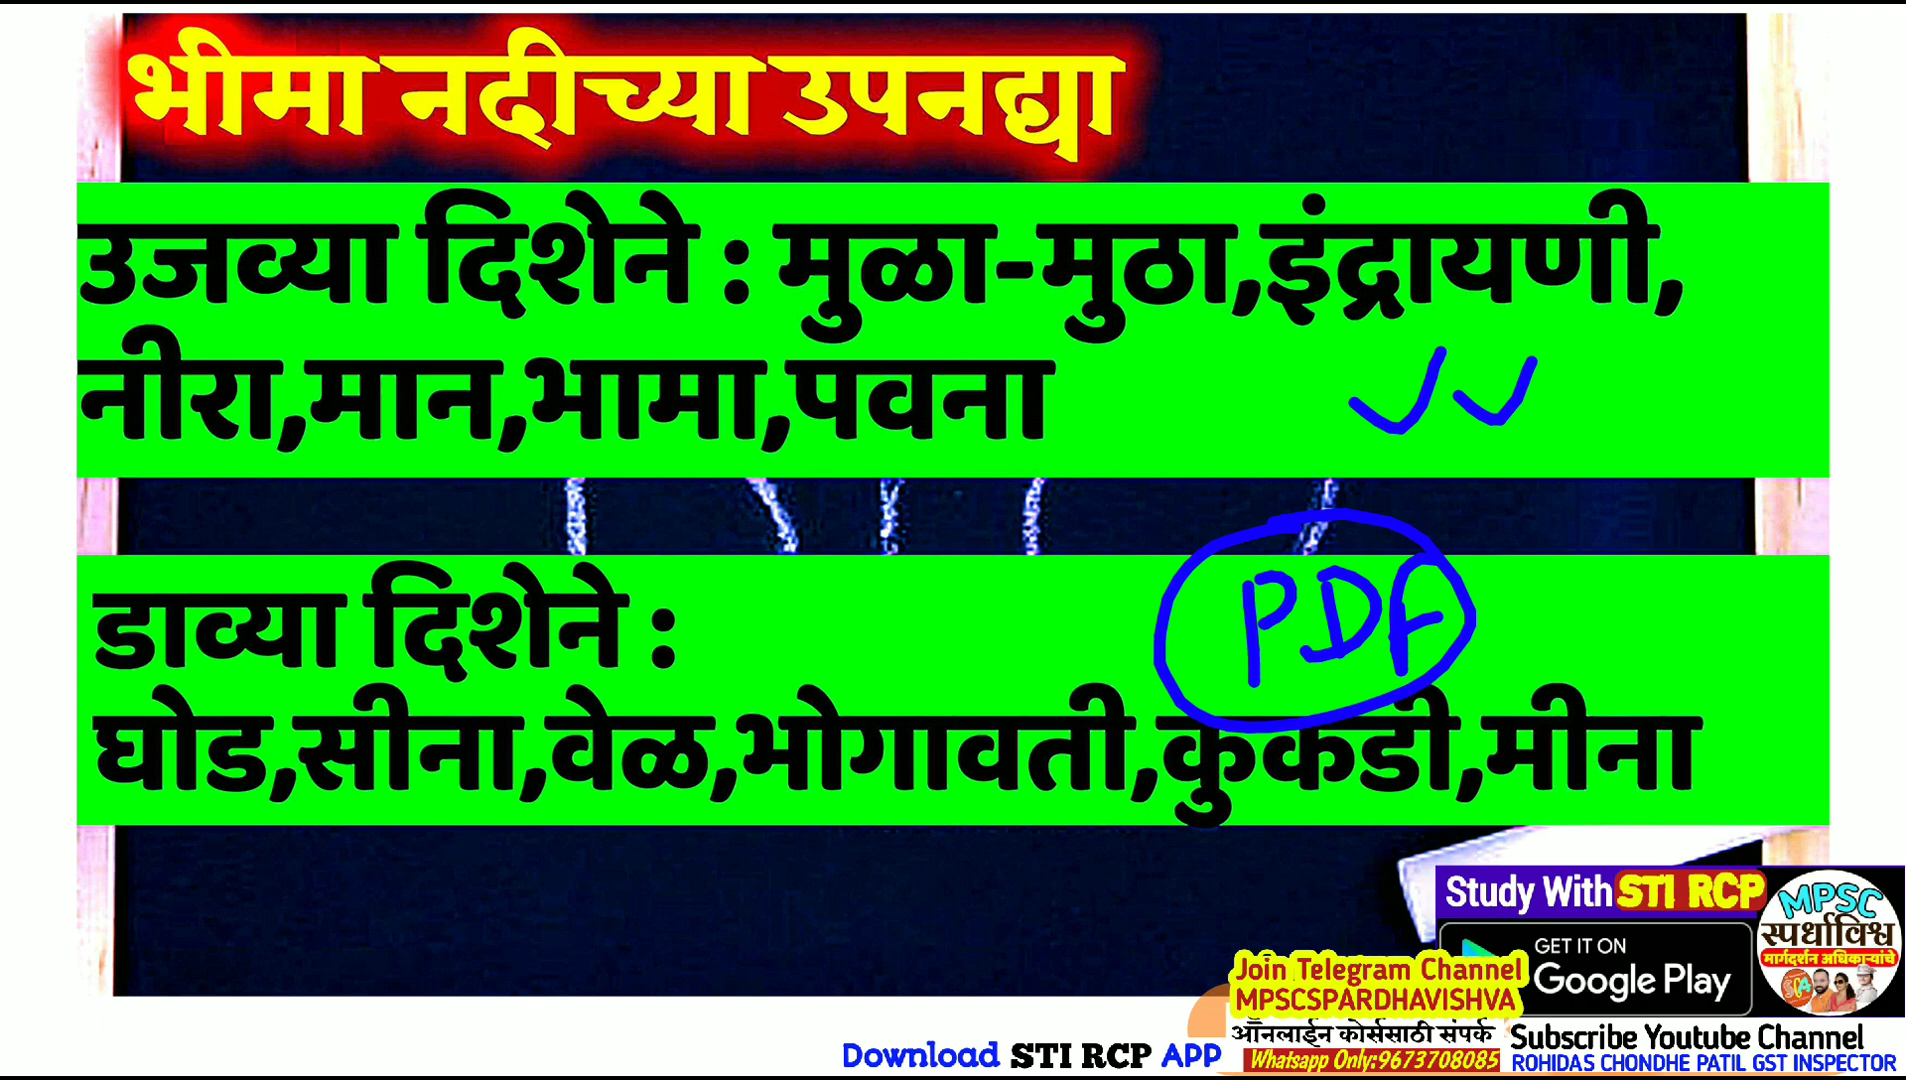 भीमा नदीच्या उपनद्या
उजव्या दिशेने : मुळा-मुठा,इंद्रायणी,
नीरा,मान,भामा,पवना
डाव्या दिशेने :
PDF
घोड,सीना,वेळ,भोगावती,कुकडी,मीना
Study With STI RCP
MPSC
स्पर्धाविश्व
मार्गदर्शन अधिकाऱ्यांचे
GET IT ON
Google Play
Join Telegram Channel
MPSCSPARDHAVISHVA
ऑनलाईन कोर्ससाठी संपर्क
Whatsapp Only:9673708085
Download STI RCP APP
Subscribe Youtube Channel
ROHIDAS CHONDHE PATIL GST INSPECTOR